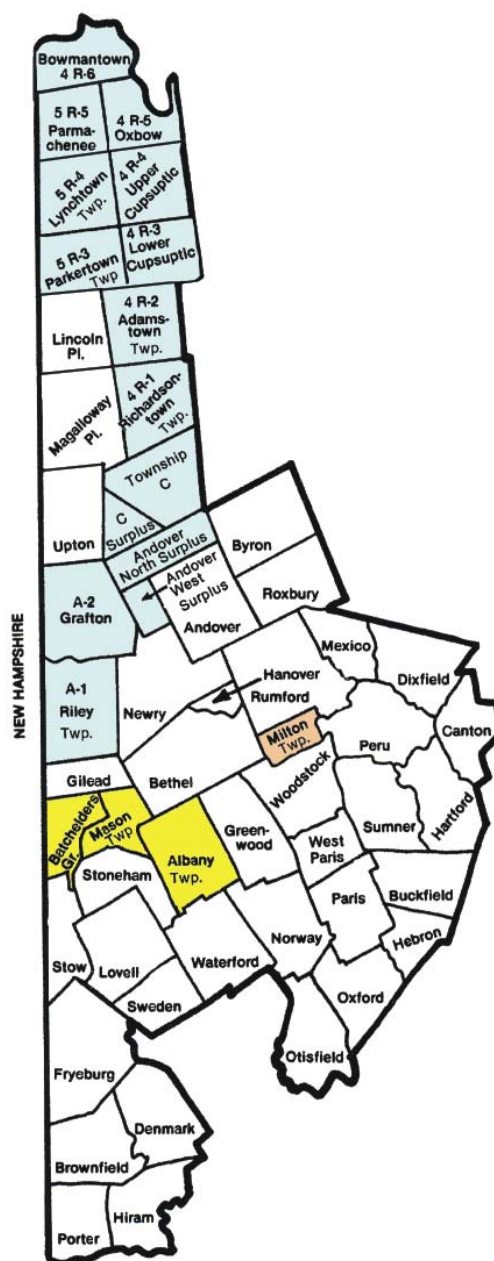 Bowmantown
4 R-6
5 R-5
Parma-
chenee
4 R-5
Oxbow
5 R-4
Lynchtown
Twp.
4 R-4
Upper
Cupsuptic
5 R-3
Parkertown
Twp
4 R-3
Lower
Cupsuptic
Lincoln
Pl.
4 R-2
Adams-
town
Twp.
Magalloway
Pl.
4 R-1
Richardson-
town
Twp.
Township
C
C
Surplus
Upton
Andover
North Surplus
Andover
West
Surplus
Andover
Byron
Roxbury
A-2
Grafton
NEW HAMPSHIRE
A-1
Riley
Twp.
Newry
Hanover
Rumford
Mexico
Dixfield
Canton
Milton
Twp.
Peru
Gilead
Bethel
Woodstock
Hartford
Sumner
Batchelders
Gr.
Mason
Twp
Albany
Twp.
Green-
wood
West
Paris
Stoneham
Paris
Buckfield
Norway
Hebron
Stow
Lovell
Waterford
Sweden
Oxford
Otisfield
Fryeburg
Denmark
Brownfield
Hiram
Porter